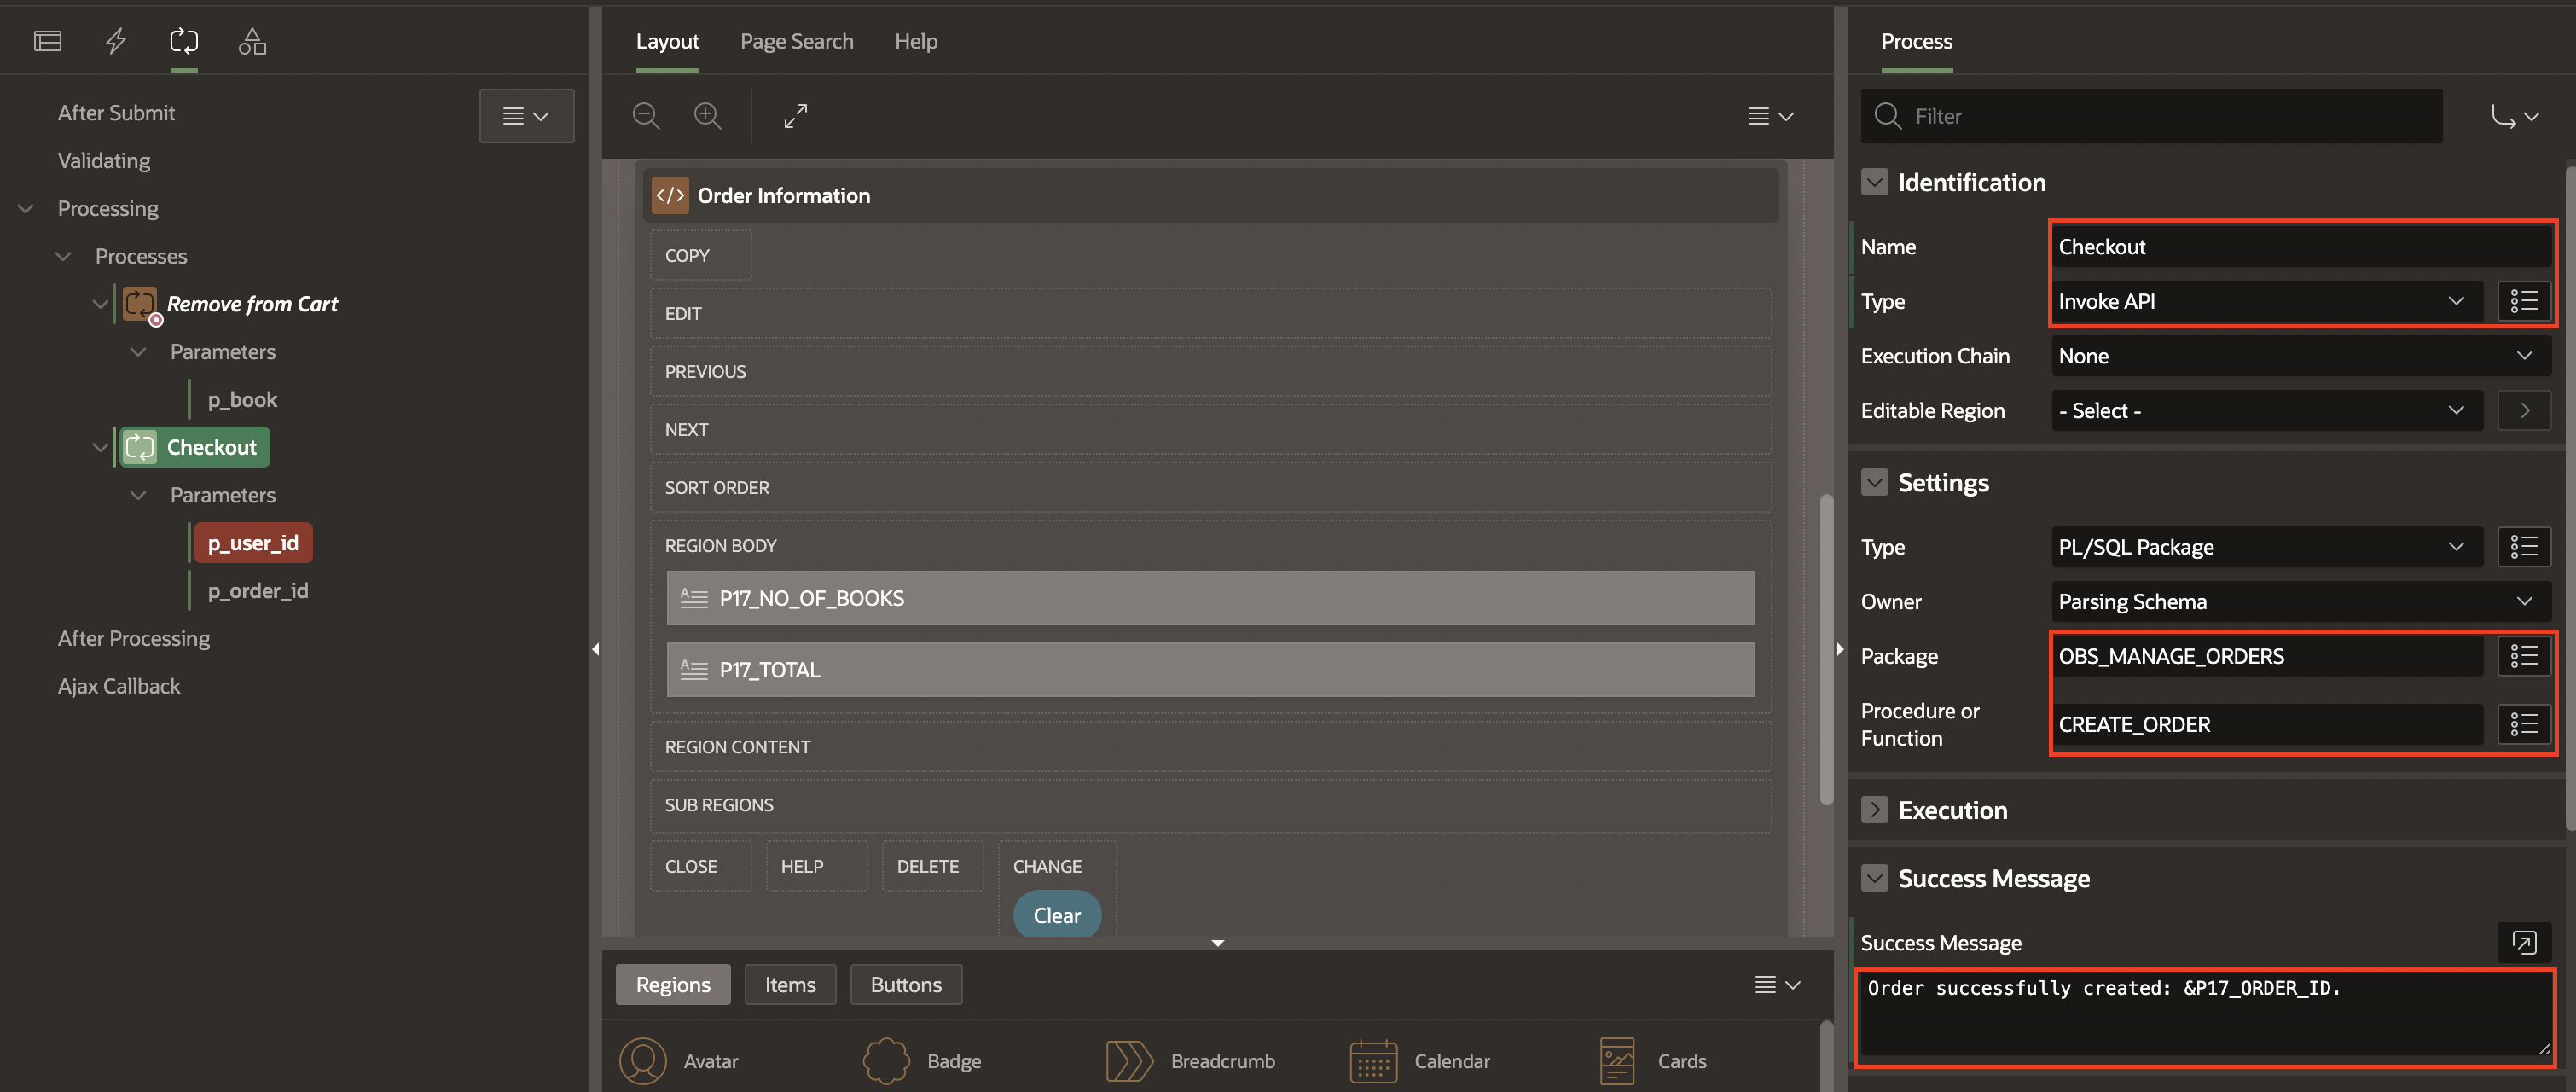 After Submit
Validating
Processing
Processes
Remove from Cart
Parameters
p_book
Checkout
Parameters
p_user_id
p_order_id
After Processing
Ajax Callback
Layout
Page Search
Help
Order Information
COPY
EDIT
PREVIOUS
NEXT
SORT ORDER
REGION BODY
P17_NO_OF_BOOKS
P17_TOTAL
REGION CONTENT
SUB REGIONS
CLOSE
HELP
DELETE
CHANGE
Clear
Regions
Items
Buttons
Avatar
Badge
Breadcrumb
Calendar
Cards
Process
Filter
Identification
Name
Checkout
Type
Invoke API
Execution Chain
None
Editable Region
- Select -
Settings
Type
PL/SQL Package
Owner
Parsing Schema
Package
OBS_MANAGE_ORDERS
Procedure or
Function
CREATE_ORDER
Execution
Success Message
Success Message
Order successfully created: &P17_ORDER_ID.